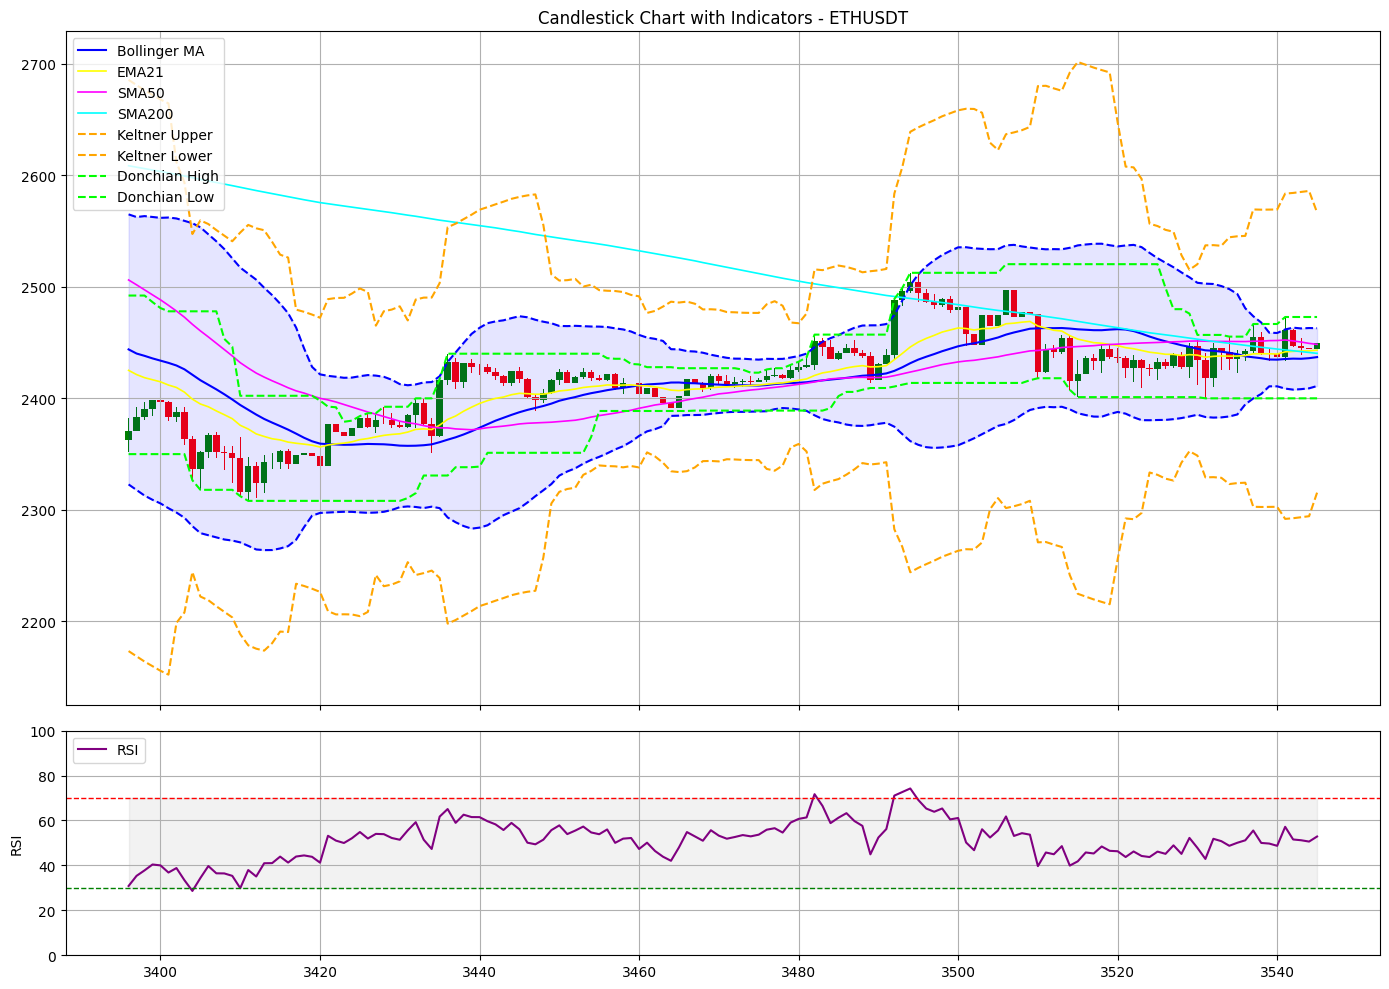 Candlestick Chart with Indicators - ETHUSDT
Bollinger MA
EMA21
SMA50
SMA200
Keltner Upper
Keltner Lower
Donchian High
Donchian Low
2700
2600
2500
2400
2300
2200
RSI
100
80
60
40
20
0
RSI
3400 3420 3440 3460 3480 3500 3520 3540